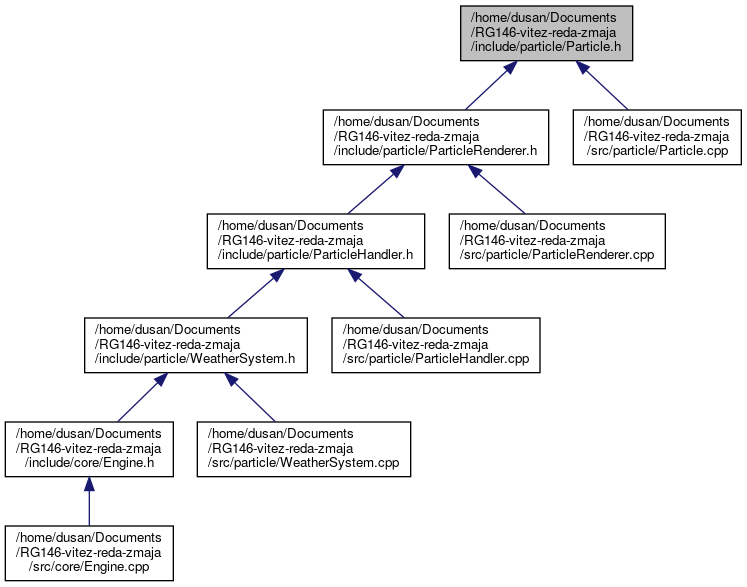 /home/dusan/Documents
/RG146-vitez-reda-zmaja
/include/particle/Particle.h
/home/dusan/Documents
/RG146-vitez-reda-zmaja
/include/particle/ParticleRenderer.h
/home/dusan/Documents
/RG146-vitez-reda-zmaja
/src/particle/Particle.cpp
/home/dusan/Documents
/RG146-vitez-reda-zmaja
/include/particle/ParticleHandler.h
/home/dusan/Documents
/RG146-vitez-reda-zmaja
/src/particle/ParticleRenderer.cpp
/home/dusan/Documents
/RG146-vitez-reda-zmaja
/include/particle/WeatherSystem.h
/home/dusan/Documents
/RG146-vitez-reda-zmaja
/src/particle/ParticleHandler.cpp
/home/dusan/Documents
/RG146-vitez-reda-zmaja
/include/core/Engine.h
/home/dusan/Documents
/RG146-vitez-reda-zmaja
/src/particle/WeatherSystem.cpp
/home/dusan/Documents
/RG146-vitez-reda-zmaja
/src/core/Engine.cpp